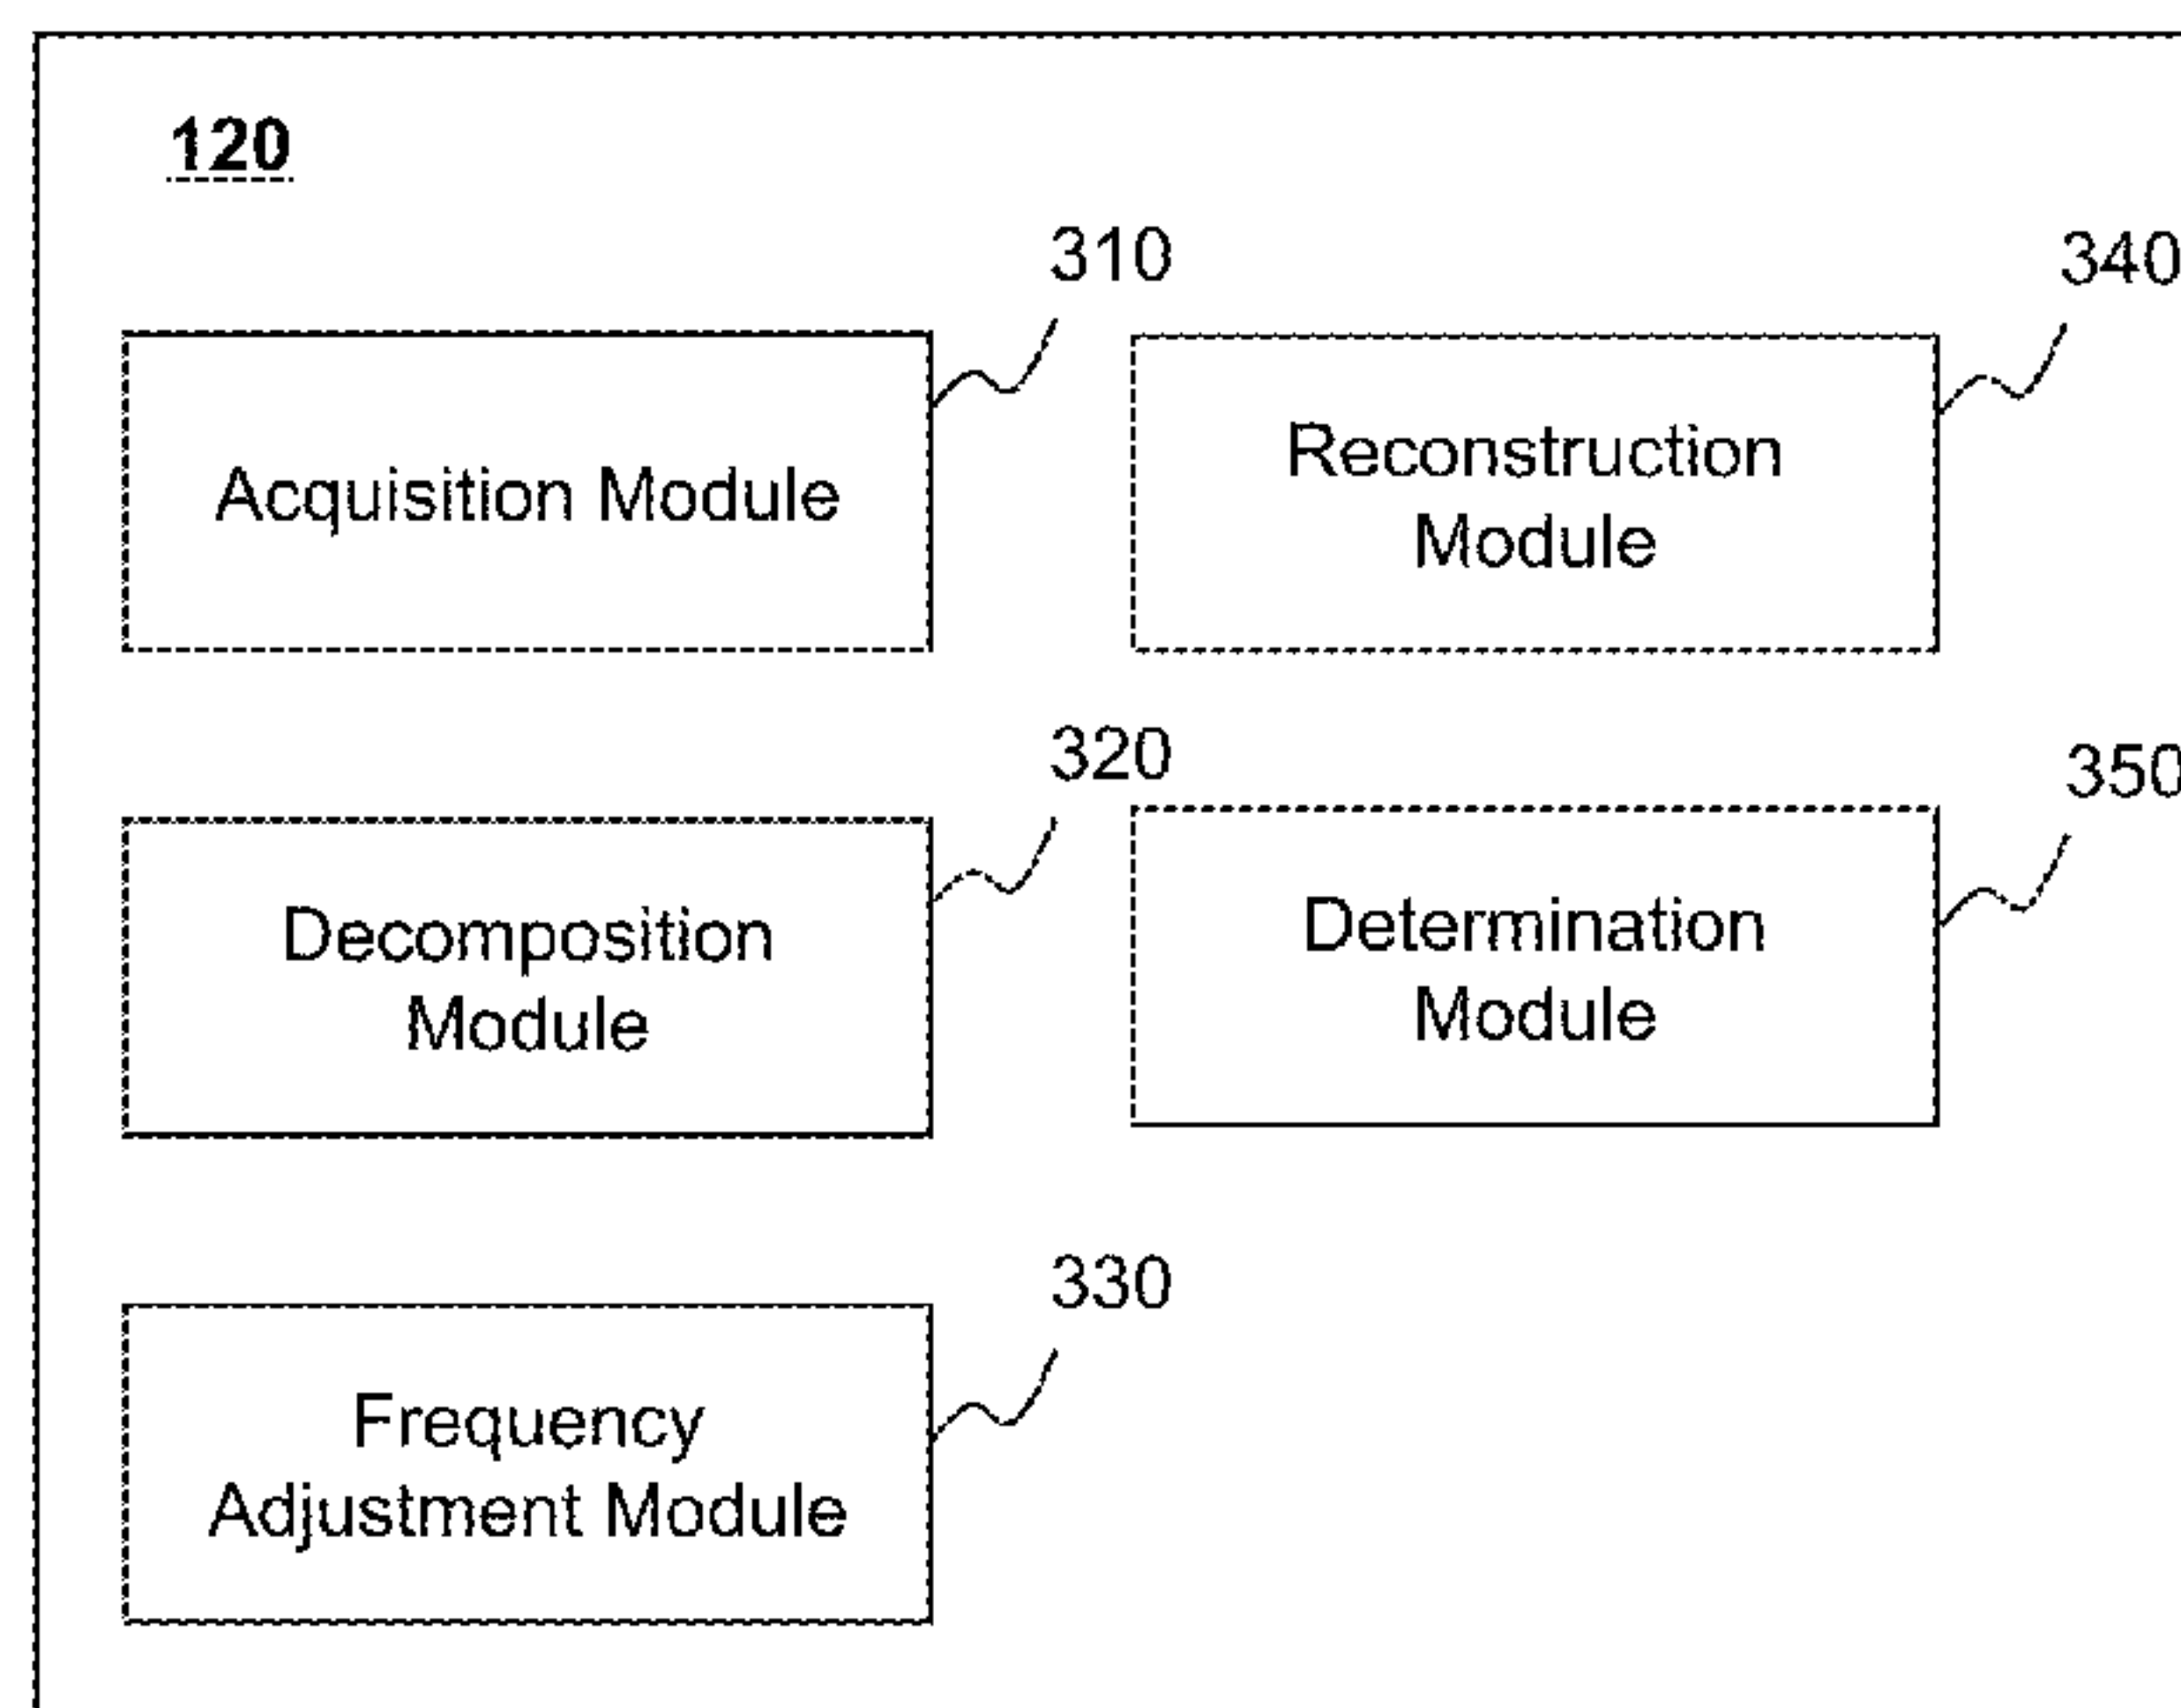 120
310
Acquisition Module
340
Reconstruction
Module
320
Decomposition
Module
350
Determination
Module
330
Frequency
Adjustment Module